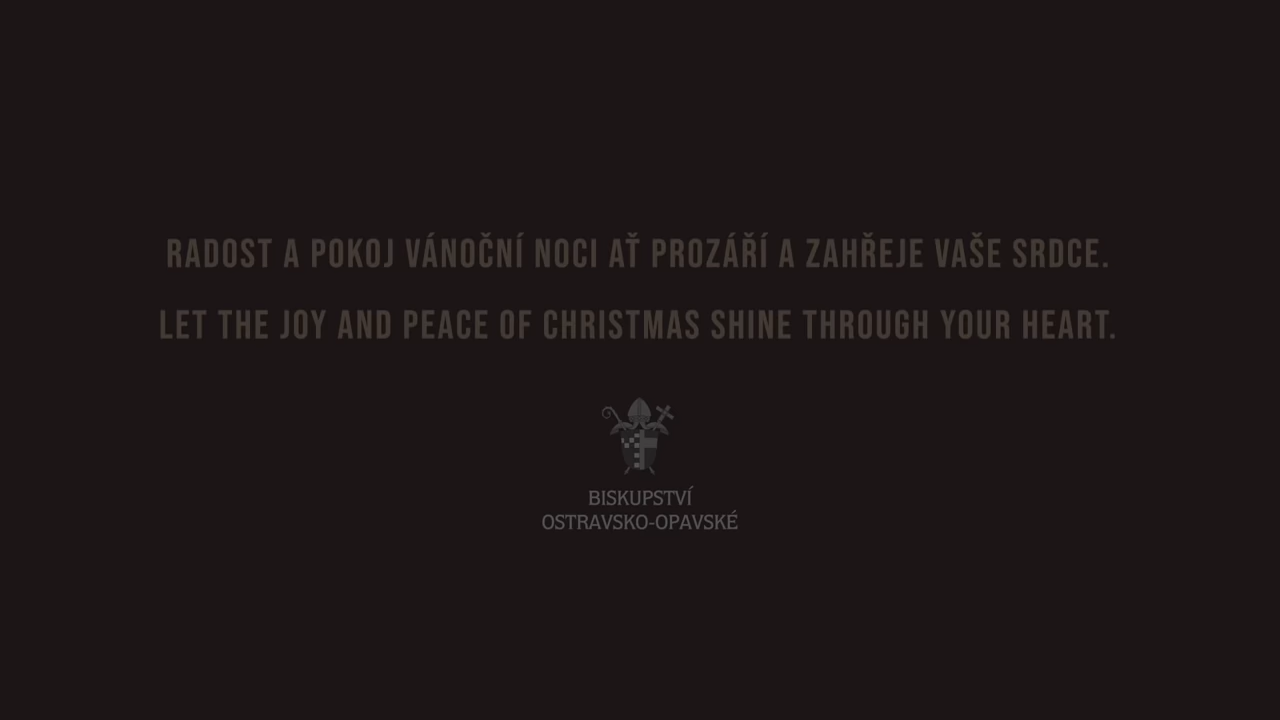 RADOST A POKOJ VÁNOČNÍ NOCI AŤ PROZÁŘÍ A ZAHŘEJE VAŠE SRDCE.
LET THE JOY AND PEACE OF CHRISTMAS SHINE THROUGH YOUR HEART.
BISKUPSTVÍ
OSTRAVSKO-OPAVSKÉ